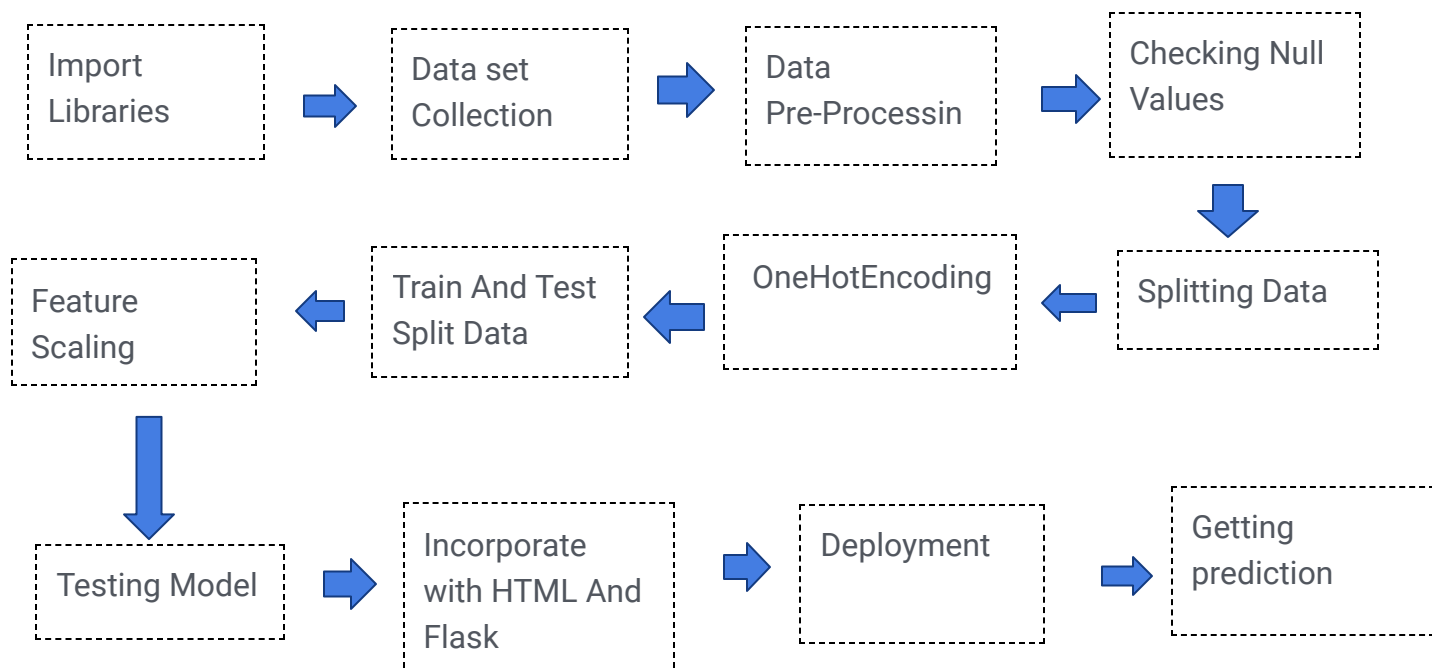 Import
Libraries
Data set
Collection
Data
Pre-Processin
Checking Null
Values
Splitting Data
OneHotEncoding
Train And Test
Split Data
Feature
Scaling
Testing Model
Incorporate
with HTML And
Flask
Deployment
Getting
prediction